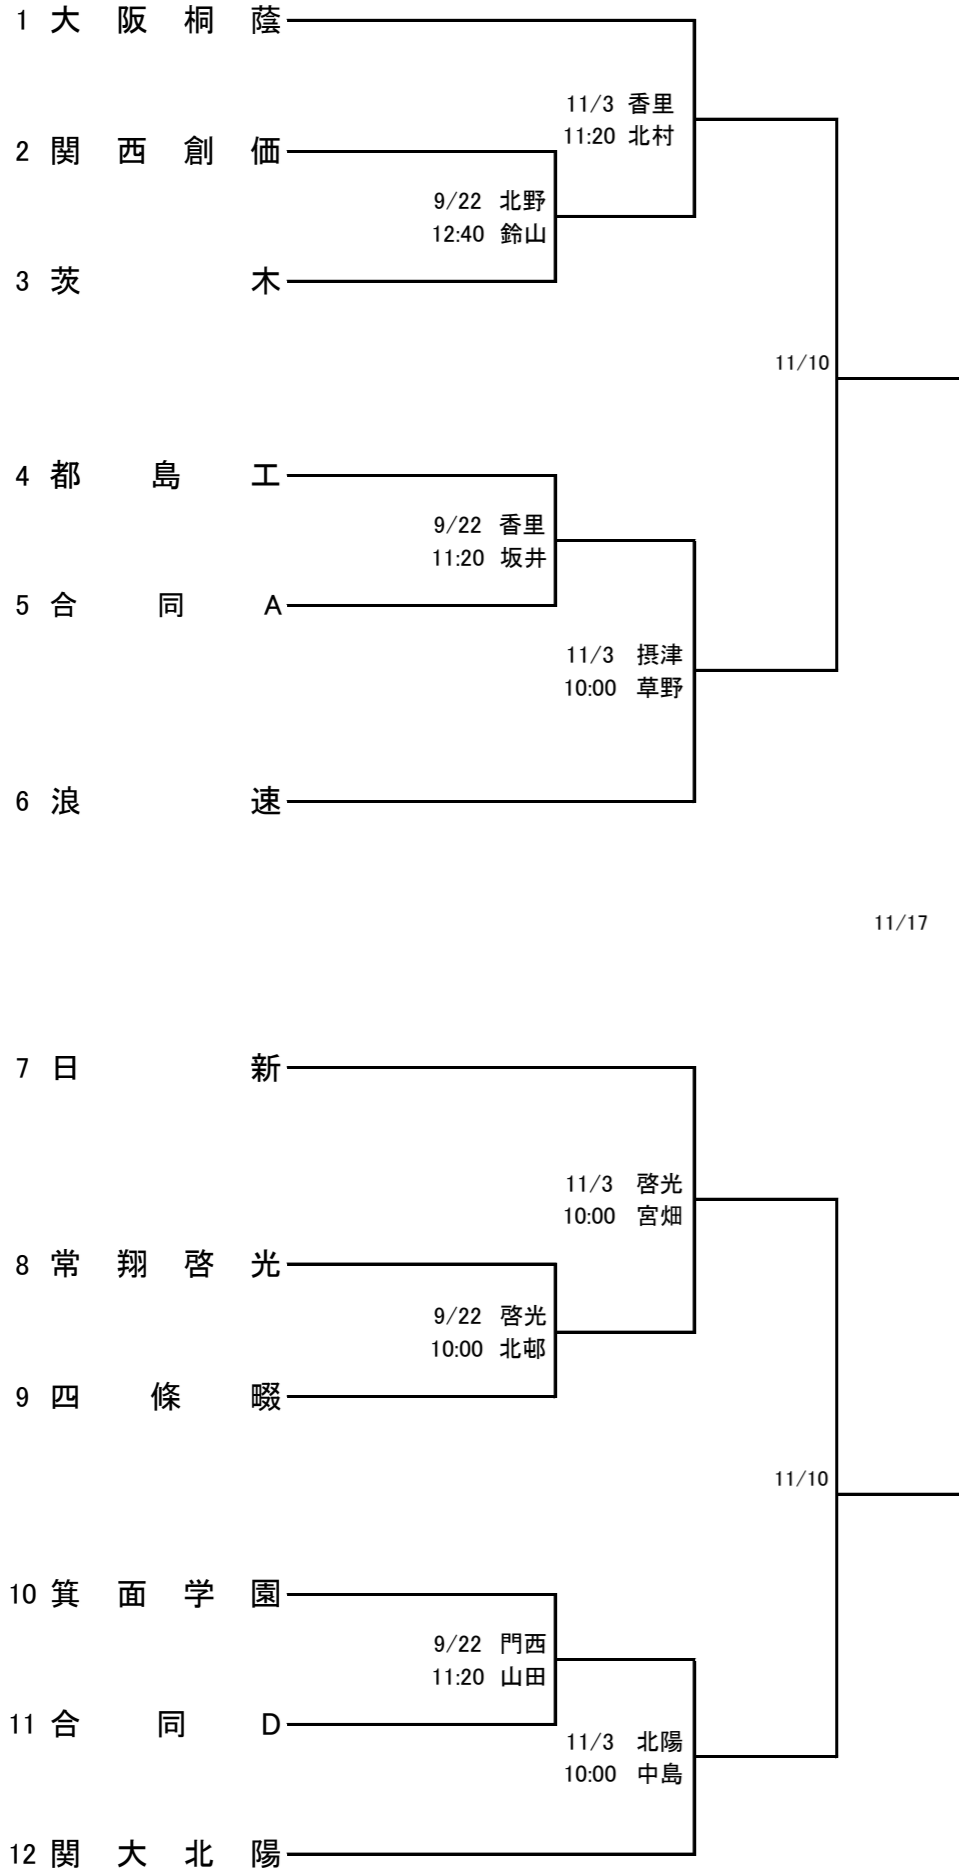 1 大阪桐蔭
11/3 香里
11:20 北村
2 関西創価
9/22 北野
12:40 鈴山
3 茨木
11/10
4 都島工
9/22 香里
11:20 坂井
5 合同A
11/3 摂津
10:00 草野
6 浪速
11/17
7 日新
11/3 啓光
10:00 宮畑
8 常翔啓光
9/22 啓光
10:00 北邨
9 四條畷
11/10
10 箕面学園
9/22 門西
11:20 山田
11 合同D
11/3 北陽
10:00 中島
12 関大北陽